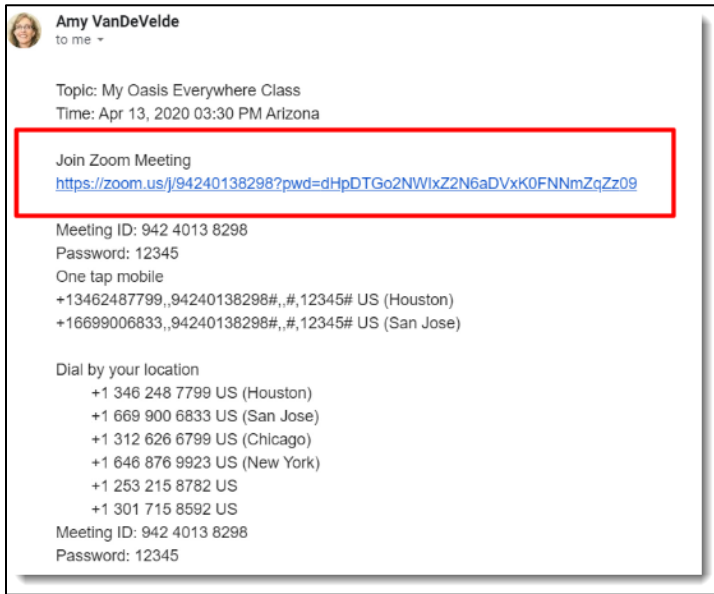 Amy VanDeVelde
to me
Topic: My Oasis Everywhere Class
Time: Apr 13, 2020 03:30 PM Arizona
Join Zoom Meeting
https://zoom.us/j/94240138298?pwd=dHpDTGo2NWIxZ2N6aDVxK0FNNmZqZz09
Meeting ID: 942 4013 8298
Password: 12345
One tap mobile
+13462487799,,94240138298#,,#,12345# US (Houston)
+16699006833,,94240138298#,,#,12345# US (San Jose)
Dial by your location
+1 346 248 7799 US (Houston)
+1 669 900 6833 US (San Jose)
+1 312 626 6799 US (Chicago)
+1 646 876 9923 US (New York)
+1 253 215 8782 US
+1 301 715 8592 US
Meeting ID: 942 4013 8298
Password: 12345